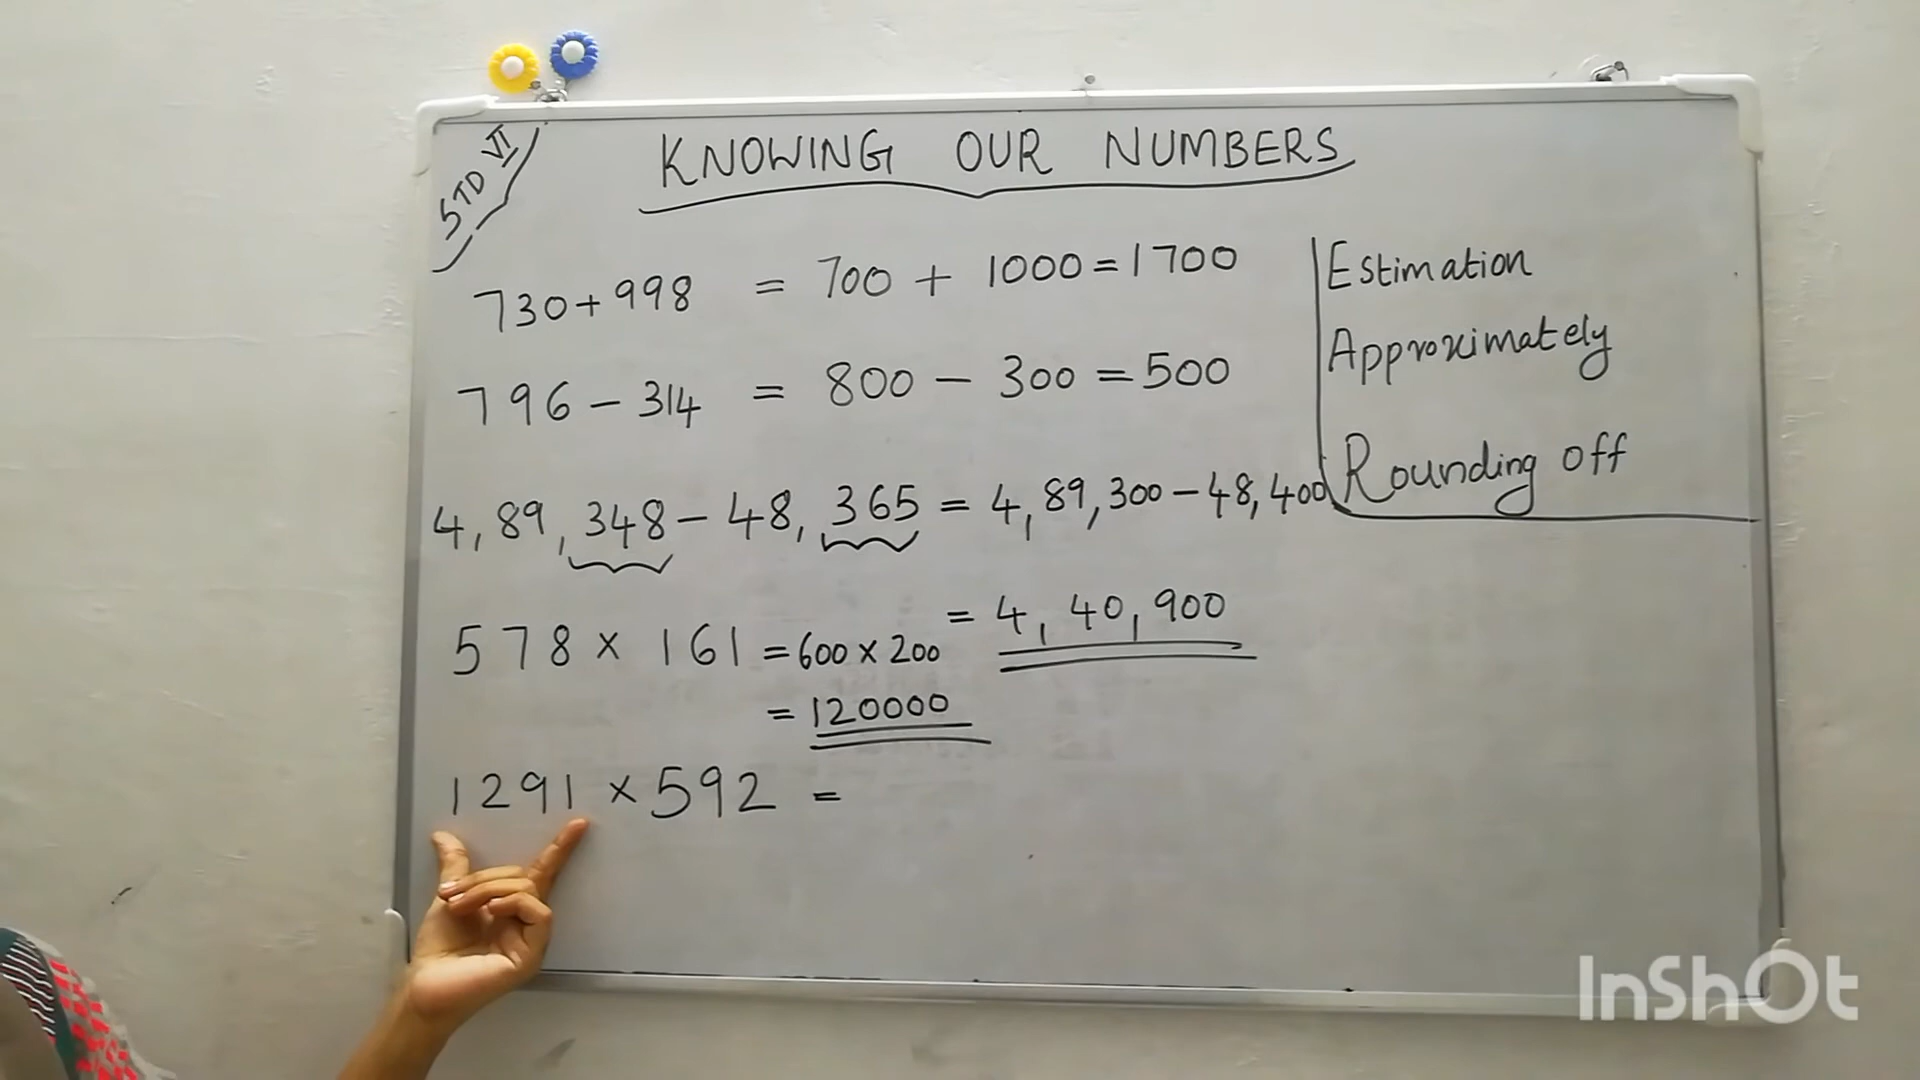 STD VI
KNOWING OUR NUMBERS
730+998 = 700 + 1000 = 1700
796 - 314 = 800 - 300 = 500
4,89,348 - 48,365 = 4,89,300 - 48,400
= 4,40,900
578 × 161 = 600 × 200
= 120000
1291 × 592 =
Estimation
Approximately
Rounding off
InShOt